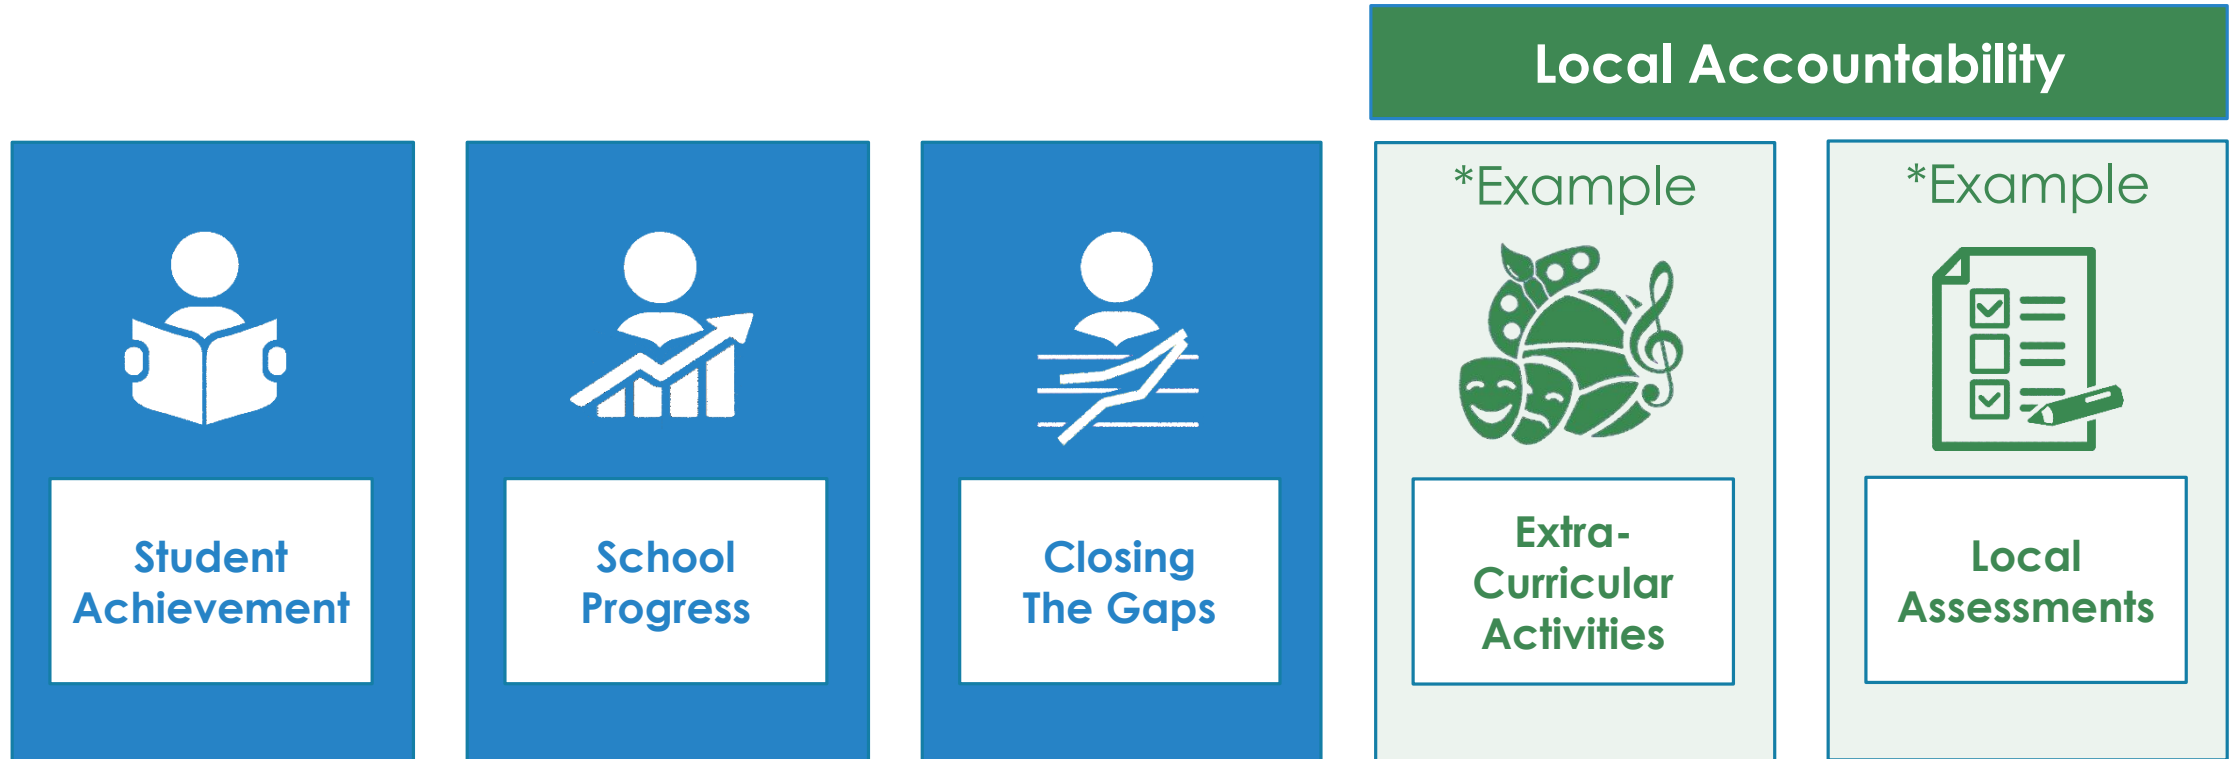 Local Accountability
Student
Achievement
School
Progress
Closing
The Gaps
*Example
Extra-
Curricular
Activities
*Example
Local
Assessments